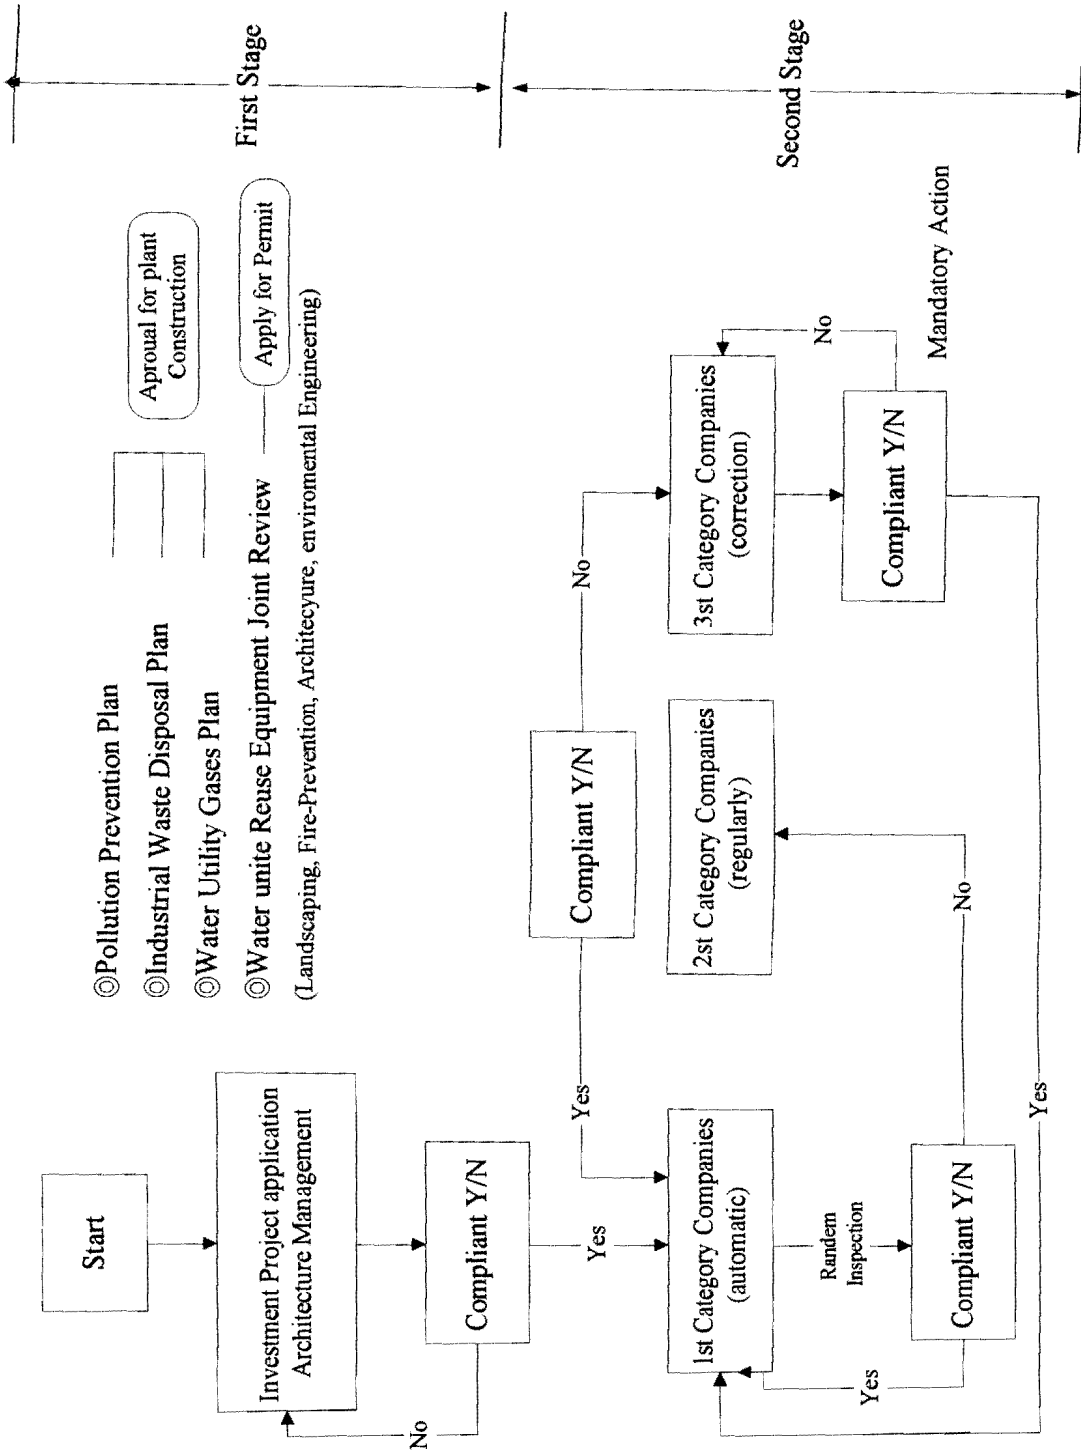 Start
Investment Project application
Architecture Management
Compliant Y/N
No
Yes
◎Pollution Prevention Plan
◎Industrial Waste Disposal Plan
◎Water Utility Gases Plan
◎Water unite Reuse Equipment Joint Review
(Landscaping, Fire-Prevention, Architecyure, enviromental Engineering)
Aproual for plant
Construction
Apply for Permit
First Stage
Compliant Y/N
Yes
No
1st Category Companies
(automatic)
2st Category Companies
(regularly)
3st Category Companies
(correction)
Randem
Inspection
Compliant Y/N
Yes
No
Compliant Y/N
No
Yes
Mandatory Action
Second Stage